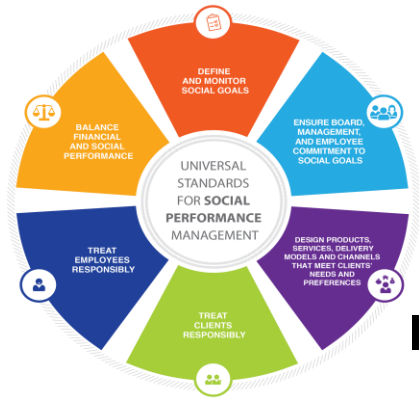 DEFINE
AND MONITOR
SOCIAL GOALS
ENSURE BOARD,
MANAGEMENT,
AND EMPLOYEE
COMMITMENT TO
SOCIAL GOALS
DESIGN PRODUCTS,
SERVICES, DELIVERY
MODELS AND CHANNELS
THAT MEET CLIENTS'
NEEDS AND
PREFERENCES
TREAT
CLIENTS
RESPONSIBLY
TREAT
EMPLOYEES
RESPONSIBLY
BALANCE
FINANCIAL
AND SOCIAL
PERFORMANCE
UNIVERSAL
STANDARDS
FOR SOCIAL
PERFORMANCE
MANAGEMENT